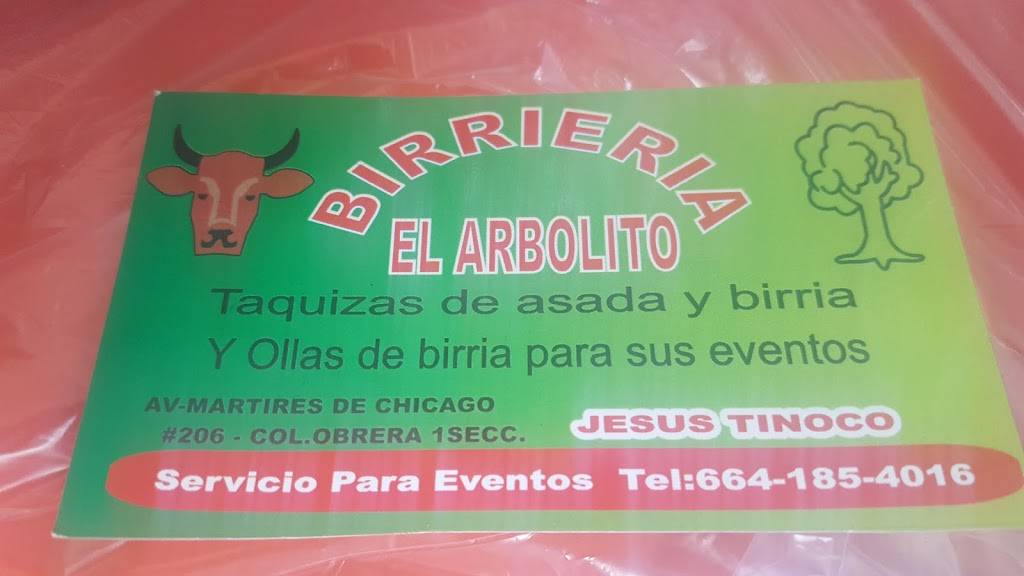 BIRRIERIA
EL ARBOLITO
Taquizas de asada y birria
Y Ollas de birria para sus eventos
AV-MARTIRES DE CHICAGO
#206 - COL.OBRERA 1SECC.
JESUS TINOCO
Servicio Para Eventos Tel:664-185-4016